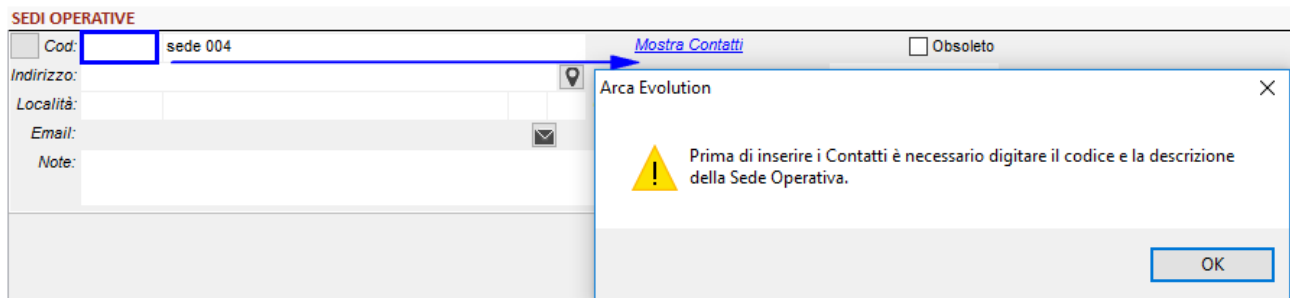 SEDI OPERATIVE
Cod: sede 004 Mostra Contatti Obsoleto
Indirizzo:
Località:
Email:
Note:
Arca Evolution
Prima di inserire i Contatti è necessario digitare il codice e la descrizione
della Sede Operativa.
OK